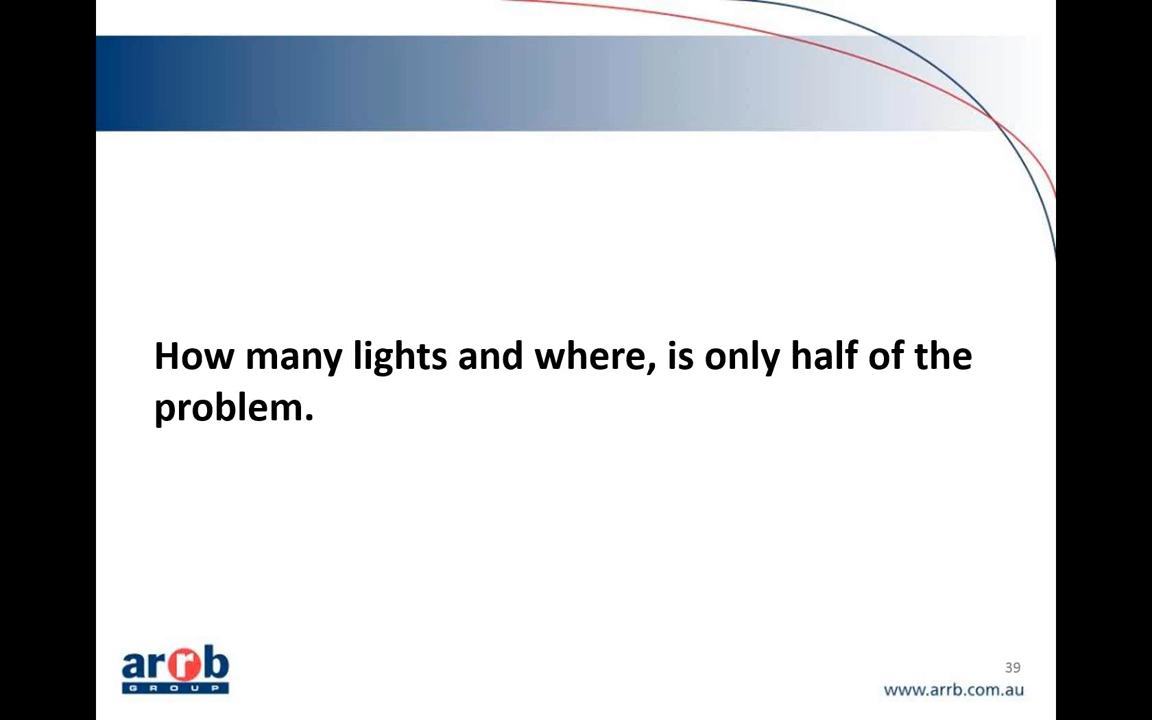 How many lights and where, is only half of the
problem.
arrb
GROUP
39
www.arrb.com.au